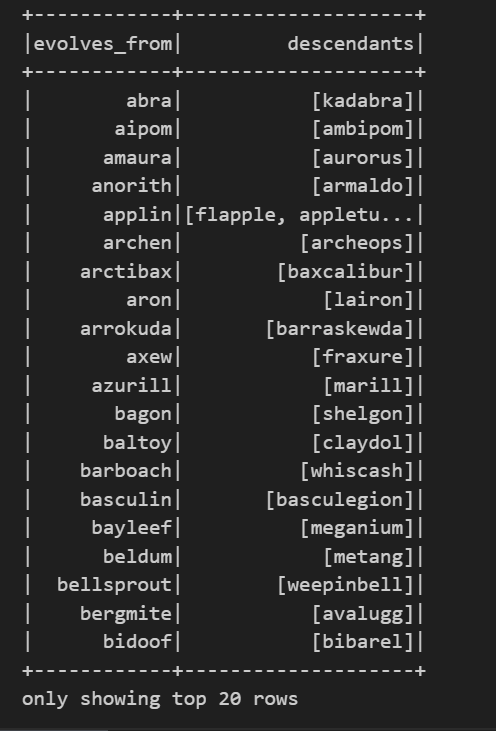 +------------+--------------------+
|evolves_from|         descendants|
+------------+--------------------+
|        abra|           [kadabra]|
|       aipom|           [ambipom]|
|      amaura|           [aurorus]|
|     anorith|           [armaldo]|
|      applin|[flapple, appletu...|
|      archen|          [archeops]|
|    arctibax|        [baxcalibur]|
|        aron|            [lairon]|
|    arrokuda|       [barraskewda]|
|        axew|           [fraxure]|
|     azurill|            [marill]|
|       bagon|           [shelgon]|
|      baltoy|           [claydol]|
|    barboach|          [whiscash]|
|    basculin|       [basculegion]|
|     bayleef|          [meganium]|
|      beldum|            [metang]|
|  bellsprout|        [weepinbell]|
|    bergmite|           [avalugg]|
|      bidoof|           [bibarel]|
+------------+--------------------+
only showing top 20 rows